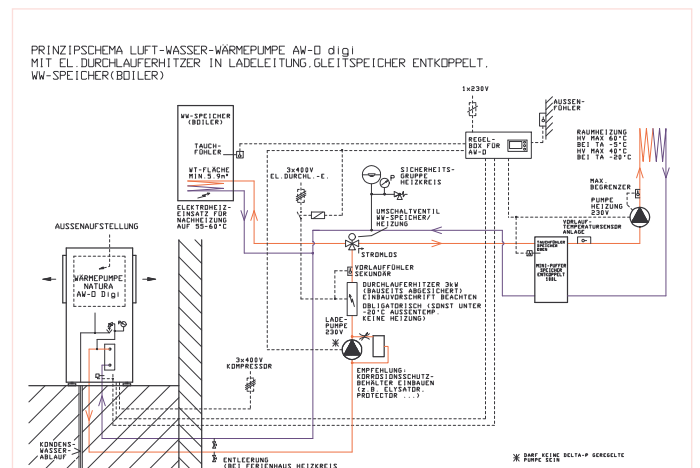 PRINZIPSCHEMA LUFT-WASSER-WÄRMEPUMPE AW-O digi
MIT EL.DURCHLAUFERHITZER IN LADELEITUNG,GLEITSPEICHER ENTKOPPELT,
WW-SPEICHER(BOILER)
1x230V
AUSSEN-
FÜHLER
WW-SPEICHER
(BOILER)
TAUCH-
FÜHLER
WT-FLÄCHE
MIN.5.9m²
REGEL-
BOX FÜR
AW-O
RAUMHEIZUNG
HV MAX 60°C
BEI TA -5°C
HV MAX 40°C
BEI TA -20°C
3x400V
EL.DURCHL.-E.
SICHERHEITS-
GRUPPE
HEIZKREIS
P
MAX.
BEGRENZER
PUMPE
HEIZUNG
230V
ELEKTROHEIZ-
EINSATZ FÜR
NACHHEIZUNG
AUF 55-60°C
UMSCHALTVENTIL
WW-SPEICHER/
HEIZUNG
VORLAUF-
TEMPERATURSENSOR
ANLAGE
AUSSENAUFSTELLUNG
STROMLOS
TAUCHFÜHLER
SPEICHER
OBEN
MINI-PUFFER
SPEICHER
ENTKOPPELT
100L
WÄRMEPUMPE
NATURA
AW-O Digi
VORLAUFFÜHLER
SEKUNDÄR
DURCHLAUFERHITZER 3kW
(BAUSEITS ABGESICHERT)
EINBAUVORSCHRIFT BEACHTEN
OBLIGATORISCH (SONST UNTER
-20°C AUSSENTEMP.
KEINE HEIZUNG)
LADE-
PUMPE
230V
3x400V
KOMPRESSOR
EMPFEHLUNG:
KORROSIONSSCHUTZ-
BEHÄLTER EINBAUEN
(z.B. ELYSATOR,
PROTECTOR ...)
KONDENS-
WASSER-
ABLAUF
ENTLEERUNG
(BEI FERIENHAUS HEIZKREIS
DARF KEINE DELTA-P GEREGELTE
PUMPE SEIN